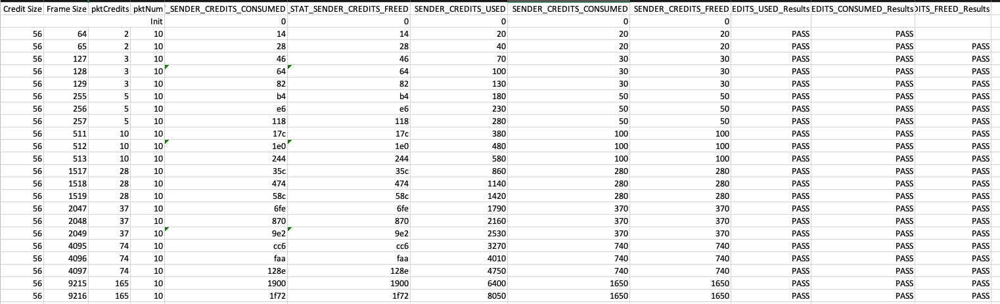 Credit Size Frame Size pktCredits pktNum _SENDER_CREDITS_CONSUMED _STAT_SENDER_CREDITS_FREED SENDER_CREDITS_USED SENDER_CREDITS_CONSUMED SENDER_CREDITS_FREED EDITS_USED_Results EDITS_CONSUMED_Results DITS_FREED_Results
Init 0 0 0 0 0
56 64 2 10 14 14 20 20 20 PASS PASS
56 65 2 10 28 28 40 20 20 PASS PASS PASS
56 127 3 10 46 46 70 30 30 PASS PASS PASS
56 128 3 10 64 64 100 30 30 PASS PASS PASS
56 129 3 10 82 82 130 30 30 PASS PASS PASS
56 255 5 10 b4 b4 180 50 50 PASS PASS PASS
56 256 5 10 e6 e6 230 50 50 PASS PASS PASS
56 257 5 10 118 118 280 50 50 PASS PASS PASS
56 511 10 10 17c 17c 380 100 100 PASS PASS PASS
56 512 10 10 1e0 1e0 480 100 100 PASS PASS PASS
56 513 10 10 244 244 580 100 100 PASS PASS PASS
56 1517 28 10 35c 35c 860 280 280 PASS PASS PASS
56 1518 28 10 474 474 1140 280 280 PASS PASS PASS
56 1519 28 10 58c 58c 1420 280 280 PASS PASS PASS
56 2047 37 10 6fe 6fe 1790 370 370 PASS PASS PASS
56 2048 37 10 870 870 2160 370 370 PASS PASS PASS
56 2049 37 10 9e2 9e2 2530 370 370 PASS PASS PASS
56 4095 74 10 cc6 cc6 3270 740 740 PASS PASS PASS
56 4096 74 10 faa faa 4010 740 740 PASS PASS PASS
56 4097 74 10 128e 128e 4750 740 740 PASS PASS PASS
56 9215 165 10 1900 1900 6400 1650 1650 PASS PASS PASS
56 9216 165 10 1f72 1f72 8050 1650 1650 PASS PASS PASS